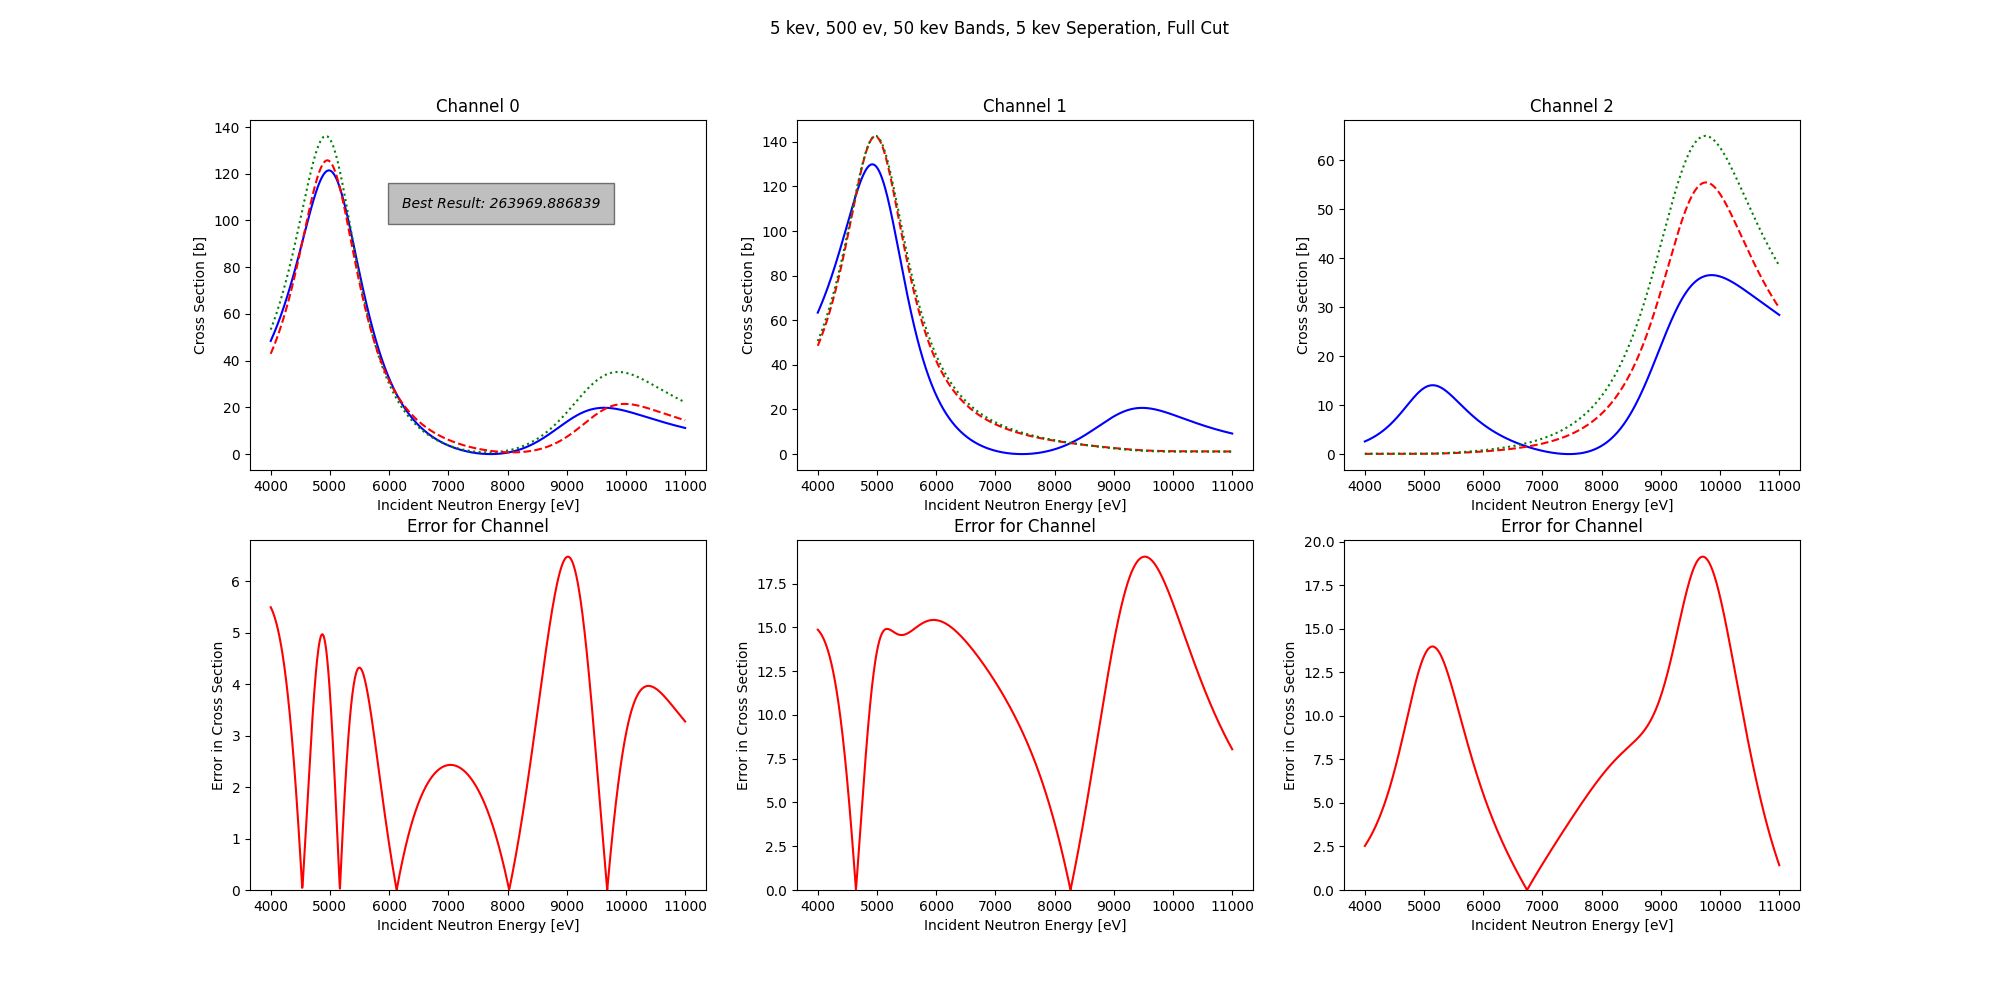 5 kev, 500 ev, 50 kev Bands, 5 kev Seperation, Full Cut
Channel 0
Cross Section [b]
140
120
100
80
60
40
20
0
Best Result: 263969.886839
4000 5000 6000 7000 8000 9000 10000 11000
Incident Neutron Energy [eV]
Channel 1
Cross Section [b]
140
120
100
80
60
40
20
0
4000 5000 6000 7000 8000 9000 10000 11000
Incident Neutron Energy [eV]
Channel 2
Cross Section [b]
60
50
40
30
20
10
0
4000 5000 6000 7000 8000 9000 10000 11000
Incident Neutron Energy [eV]
Error for Channel
Error in Cross Section
6
5
4
3
2
1
0
4000 5000 6000 7000 8000 9000 10000 11000
Incident Neutron Energy [eV]
Error for Channel
Error in Cross Section
17.5
15.0
12.5
10.0
7.5
5.0
2.5
0.0
4000 5000 6000 7000 8000 9000 10000 11000
Incident Neutron Energy [eV]
Error for Channel
Error in Cross Section
20.0
17.5
15.0
12.5
10.0
7.5
5.0
2.5
0.0
4000 5000 6000 7000 8000 9000 10000 11000
Incident Neutron Energy [eV]